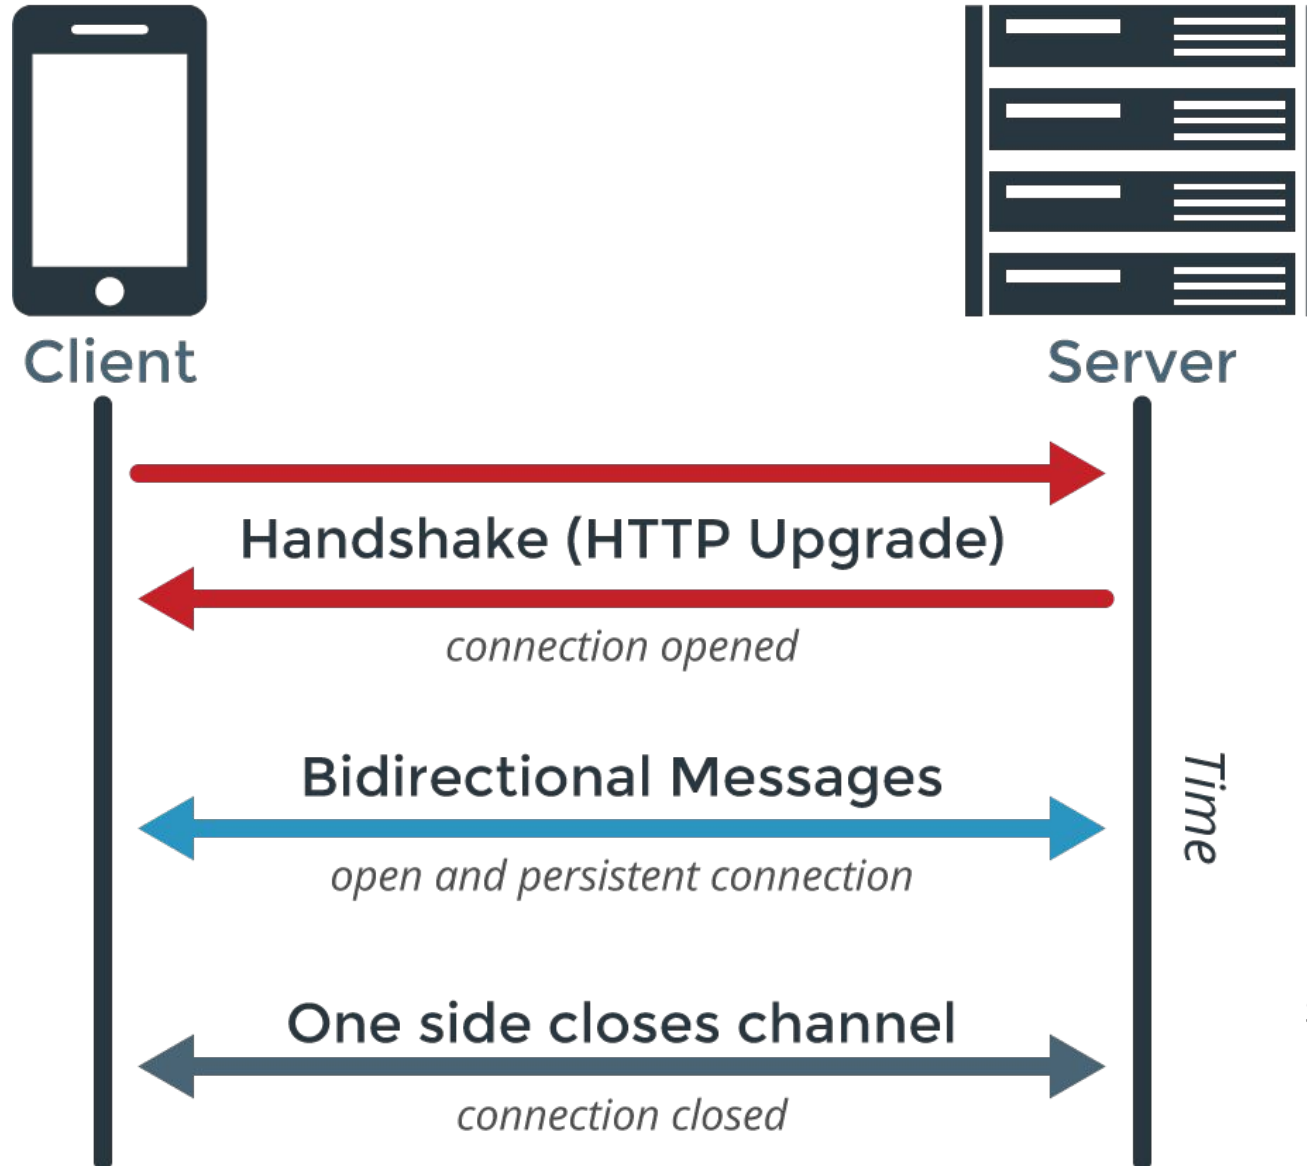 Client
Server
Handshake (HTTP Upgrade)
connection opened
Bidirectional Messages
open and persistent connection
Time
One side closes channel
connection closed